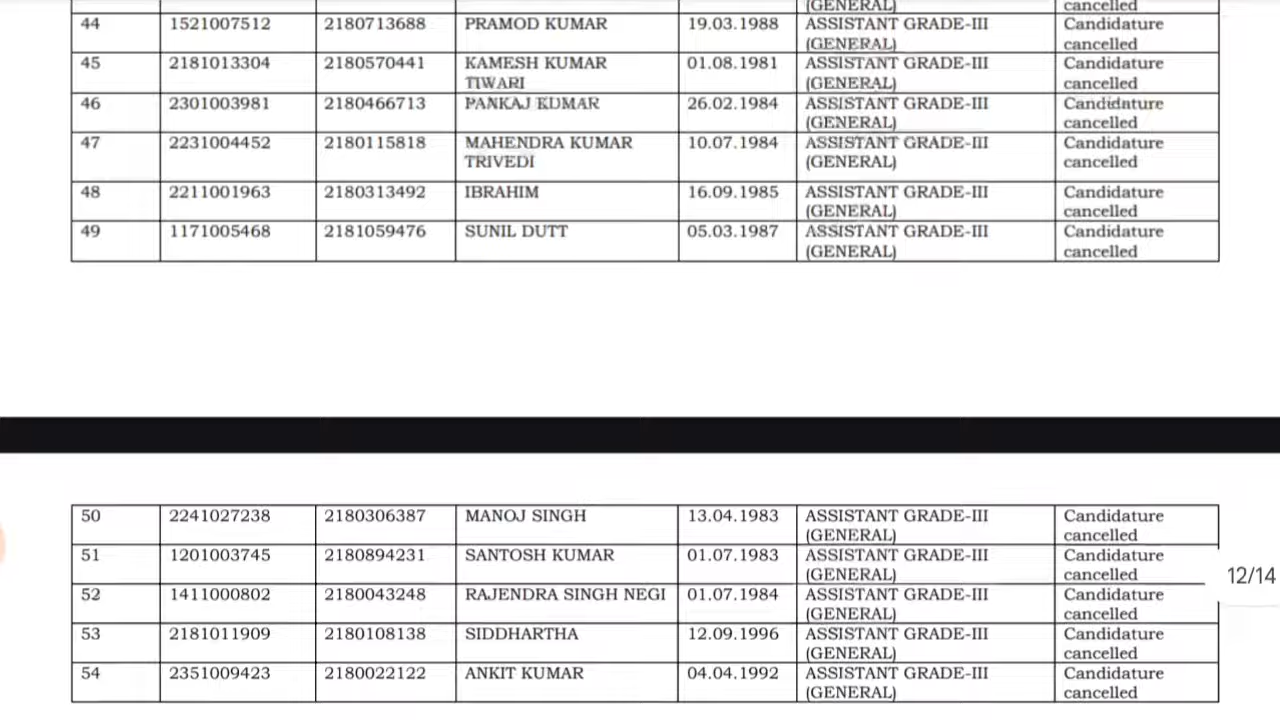 (GENERAL) cancelled
44 1521007512 2180713688 PRAMOD KUMAR 19.03.1988 ASSISTANT GRADE-III Candidature
(GENERAL) cancelled
45 2181013304 2180570441 KAMESH KUMAR 01.08.1981 ASSISTANT GRADE-III Candidature
TIWARI (GENERAL) cancelled
46 2301003981 2180466713 PANKAJ KUMAR 26.02.1984 ASSISTANT GRADE-III Candidature
(GENERAL) cancelled
47 2231004452 2180115818 MAHENDRA KUMAR 10.07.1984 ASSISTANT GRADE-III Candidature
TRIVEDI (GENERAL) cancelled
48 2211001963 2180313492 IBRAHIM 16.09.1985 ASSISTANT GRADE-III Candidature
(GENERAL) cancelled
49 1171005468 2181059476 SUNIL DUTT 05.03.1987 ASSISTANT GRADE-III Candidature
(GENERAL) cancelled
50 2241027238 2180306387 MANOJ SINGH 13.04.1983 ASSISTANT GRADE-III Candidature
(GENERAL) cancelled
51 1201003745 2180894231 SANTOSH KUMAR 01.07.1983 ASSISTANT GRADE-III Candidature
(GENERAL) cancelled
12/14
52 1411000802 2180043248 RAJENDRA SINGH NEGI 01.07.1984 ASSISTANT GRADE-III Candidature
(GENERAL) cancelled
53 2181011909 2180108138 SIDDHARTHA 12.09.1996 ASSISTANT GRADE-III Candidature
(GENERAL) cancelled
54 2351009423 2180022122 ANKIT KUMAR 04.04.1992 ASSISTANT GRADE-III Candidature
(GENERAL) cancelled